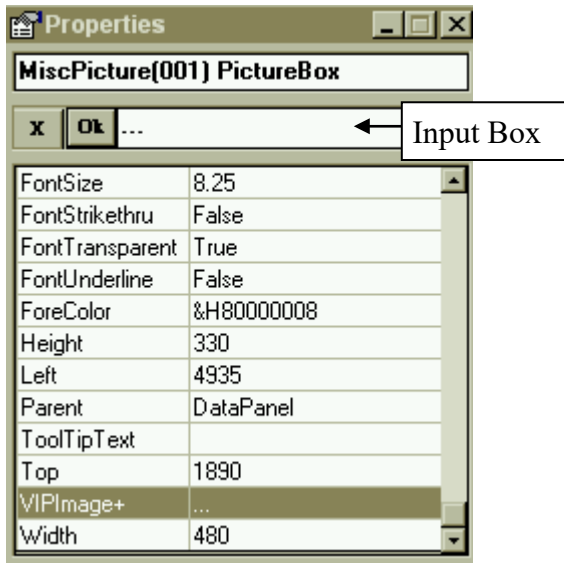 Properties
MiscPicture(001) PictureBox
X Ok ...
Input Box
FontSize 8.25
FontStrikethru False
FontTransparent True
FontUnderline False
ForeColor &H80000008
Height 330
Left 4935
Parent DataPanel
ToolTipText
Top 1890
VIPImage+ ...
Width 480